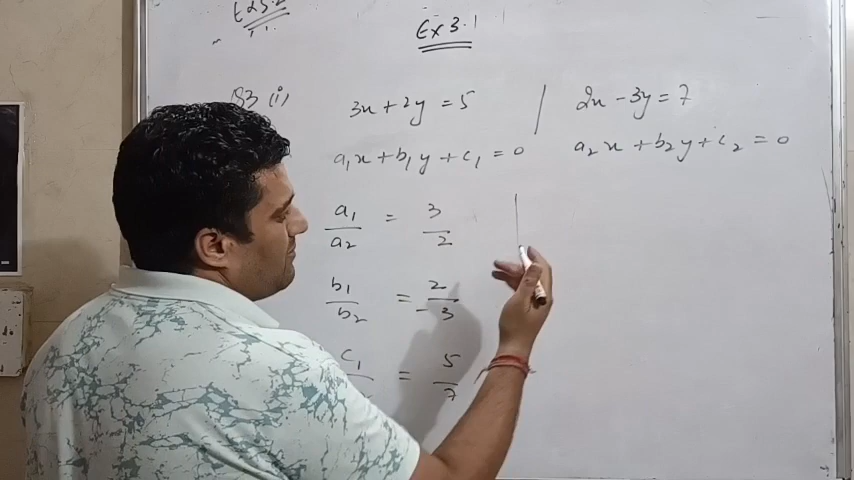 Ex 3.1
Q3 (i) 3x + 2y = 5 | 2x - 3y = 7
a₁x + b₁y + c₁ = 0 a₂x + b₂y + c₂ = 0
a₁/a₂ = 3/2
b₁/b₂ = 2/-3
c₁ = 5/7